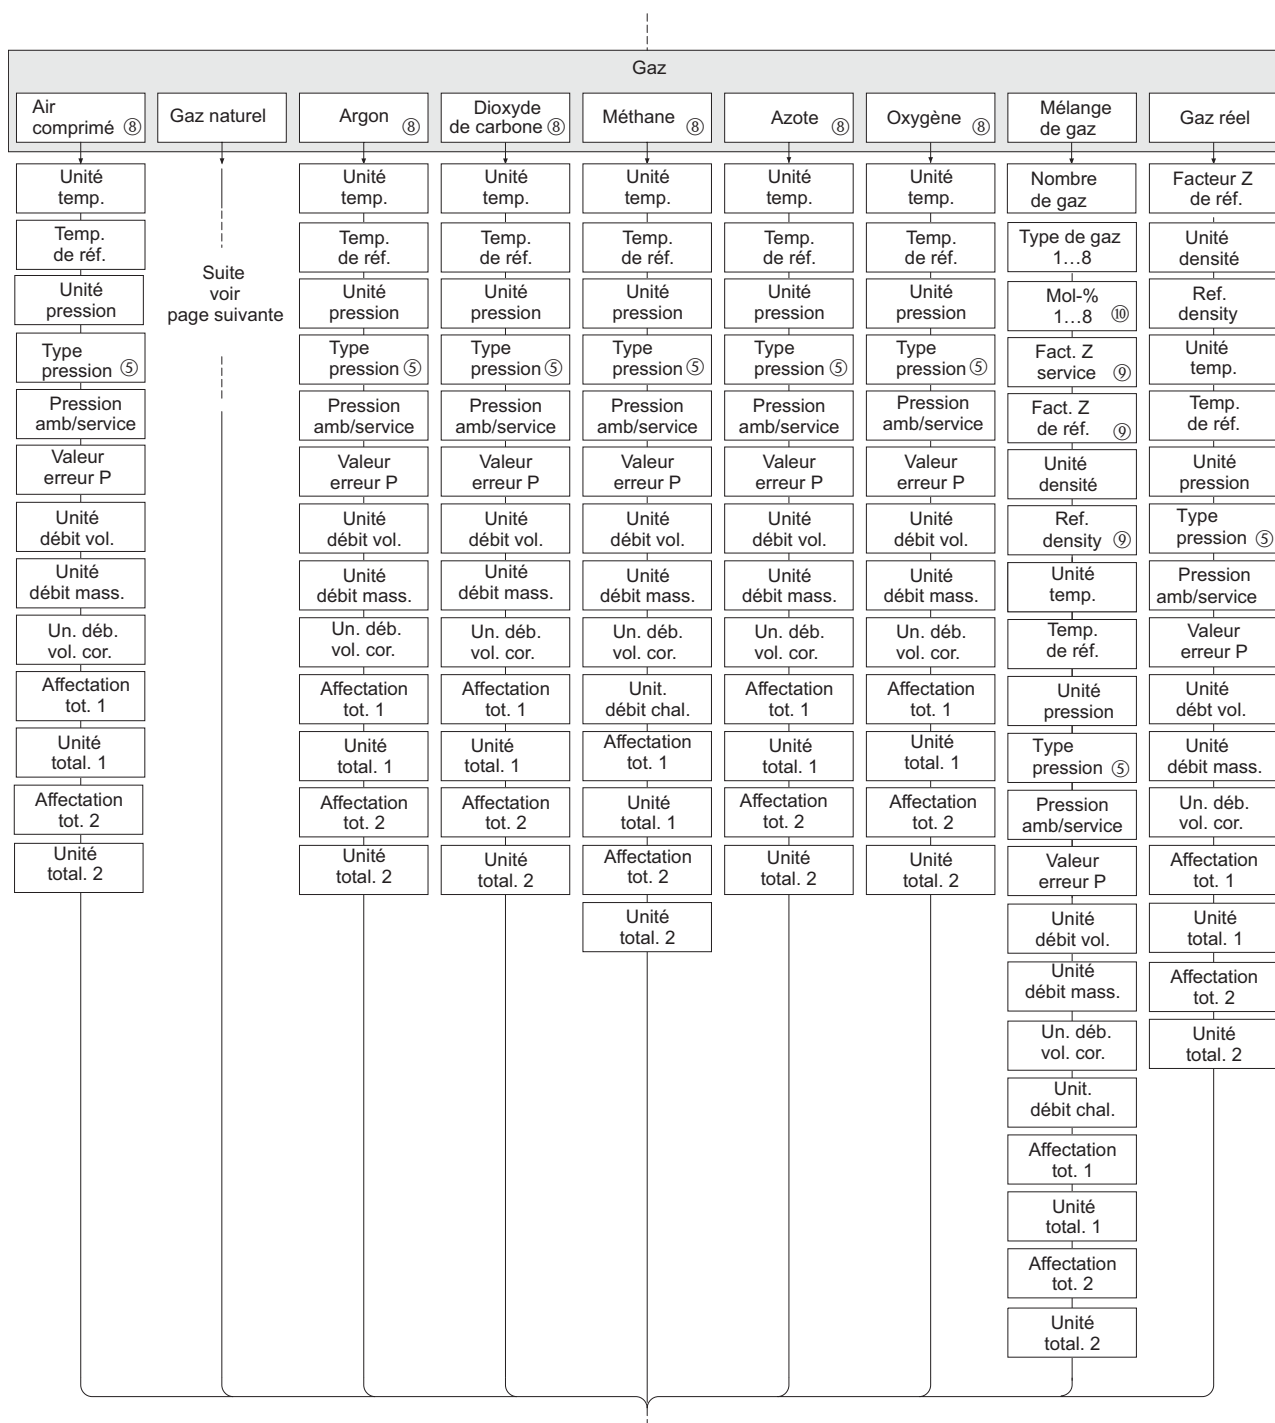 Gaz
Air
comprimé ⑧
Gaz naturel
Argon ⑧
Dioxyde
de carbone ⑧
Méthane ⑧
Azote ⑧
Oxygène ⑧
Mélange
de gaz
Gaz réel
Unité
temp.
Temp.
de réf.
Unité
pression
Type
pression ⑤
Pression
amb/service
Valeur
erreur P
Unité
débit vol.
Unité
débit mass.
Un. déb.
vol. cor.
Affectation
tot. 1
Unité
total. 1
Affectation
tot. 2
Unité
total. 2
Suite
voir
page suivante
Unité
temp.
Temp.
de réf.
Unité
pression
Type
pression ⑤
Pression
amb/service
Valeur
erreur P
Unité
débit vol.
Unité
débit mass.
Un. déb.
vol. cor.
Affectation
tot. 1
Unité
total. 1
Affectation
tot. 2
Unité
total. 2
Unité
temp.
Temp.
de réf.
Unité
pression
Type
pression ⑤
Pression
amb/service
Valeur
erreur P
Unité
débit vol.
Unité
débit mass.
Un. déb.
vol. cor.
Affectation
tot. 1
Unité
total. 1
Affectation
tot. 2
Unité
total. 2
Unité
temp.
Temp.
de réf.
Unité
pression
Type
pression ⑤
Pression
amb/service
Valeur
erreur P
Unité
débit vol.
Unité
débit mass.
Un. déb.
vol. cor.
Unit.
débit chal.
Affectation
tot. 1
Unité
total. 1
Affectation
tot. 2
Unité
total. 2
Unité
temp.
Temp.
de réf.
Unité
pression
Type
pression ⑤
Pression
amb/service
Valeur
erreur P
Unité
débit vol.
Unité
débit mass.
Un. déb.
vol. cor.
Affectation
tot. 1
Unité
total. 1
Affectation
tot. 2
Unité
total. 2
Unité
temp.
Temp.
de réf.
Unité
pression
Type
pression ⑤
Pression
amb/service
Valeur
erreur P
Unité
débit vol.
Unité
débit mass.
Un. déb.
vol. cor.
Affectation
tot. 1
Unité
total. 1
Affectation
tot. 2
Unité
total. 2
Nombre
de gaz
Type de gaz
1…8
Mol-%
1…8 ⑩
Fact. Z
service ⑨
Fact. Z
de réf. ⑨
Unité
densité
Ref.
density ⑨
Unité
temp.
Temp.
de réf.
Unité
pression
Type
pression ⑤
Pression
amb/service
Valeur
erreur P
Unité
débit vol.
Unité
débit mass.
Un. déb.
vol. cor.
Unit.
débit chal.
Affectation
tot. 1
Unité
total. 1
Affectation
tot. 2
Unité
total. 2
Facteur Z
de réf.
Unité
densité
Ref.
density
Unité
temp.
Temp.
de réf.
Unité
pression
Type
pression ⑤
Pression
amb/service
Valeur
erreur P
Unité
débt vol.
Unité
débit mass.
Un. déb.
vol. cor.
Affectation
tot. 1
Unité
total. 1
Affectation
tot. 2
Unité
total. 2